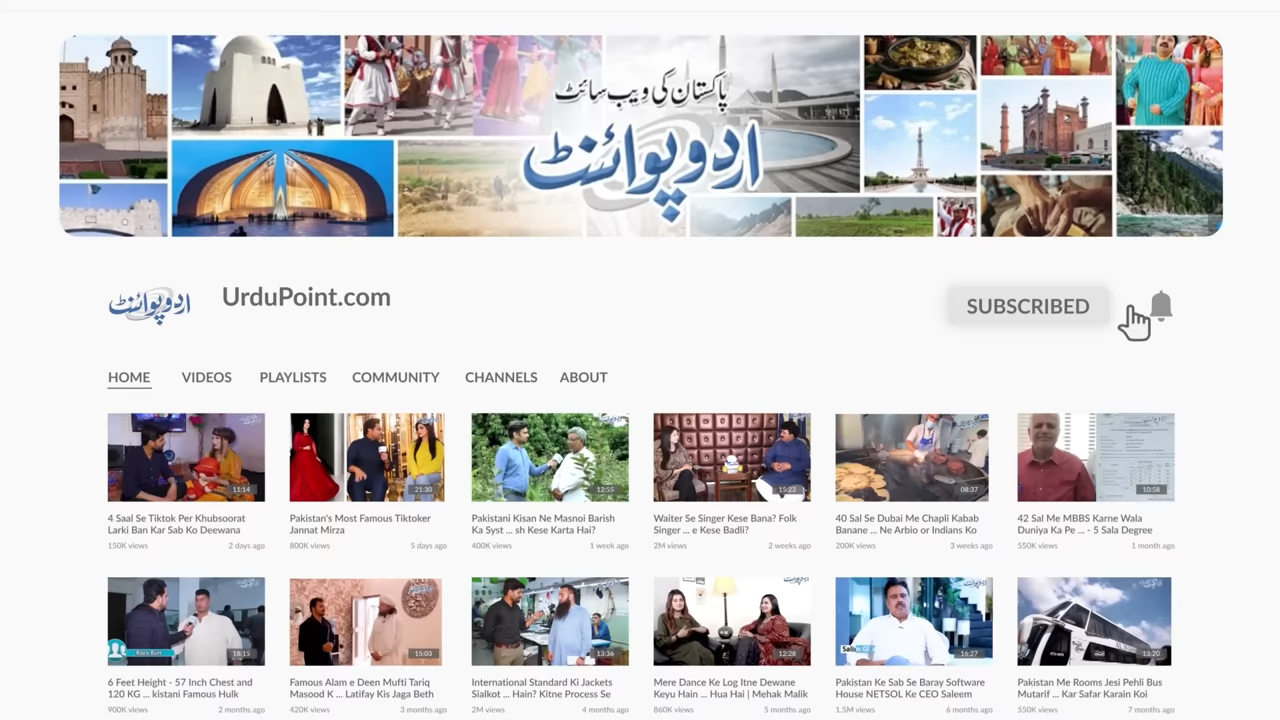 پاکستان کی ویب سائٹ
اردو پوائنٹ
اردو پوائنٹ
UrduPoint.com
SUBSCRIBED
HOME VIDEOS PLAYLISTS COMMUNITY CHANNELS ABOUT
11:14 21:30 12:55 15:23 08:37 10:58
4 Saal Se Tiktok Per Khubsoorat
Larki Ban Kar Sab Ko Deewana
150K views 2 days ago
Pakistan's Most Famous Tiktoker
Jannat Mirza
800K views 5 days ago
Pakistani Kisan Ne Masnoi Barish
Ka Syst ... sh Kese Karta Hai?
400K views 1 week ago
Waiter Se Singer Kese Bana? Folk
Singer ... e Kese Badli?
2M views 2 weeks ago
40 Sal Se Dubai Me Chapli Kabab
Banane ... Ne Arbio or Indians Ko
200K views 3 weeks ago
42 Sal Me MBBS Karne Wala
Duniya Ka Pe ... - 5 Sala Degree
550K views 1 month ago
18:15 15:03 13:36 12:28 16:27 13:20
6 Feet Height - 57 Inch Chest and
120 KG ... kistani Famous Hulk
900K views 2 months ago
Famous Alam e Deen Mufti Tariq
Masood K ... Latifay Kis Jaga Beth
420K views 3 months ago
International Standard Ki Jackets
Sialkot ... Hain? Kitne Process Se
2M views 4 months ago
Mere Dance Ke Log Itne Dewane
Keyu Hain ... Hua Hai | Mehak Malik
860K views 5 months ago
Pakistan Ke Sab Se Baray Software
House NETSOL Ke CEO Saleem
1.5M views 6 months ago
Pakistan Me Rooms Jesi Pehli Bus
Mutarif ... Kar Safar Karain Koi
550K views 7 months ago